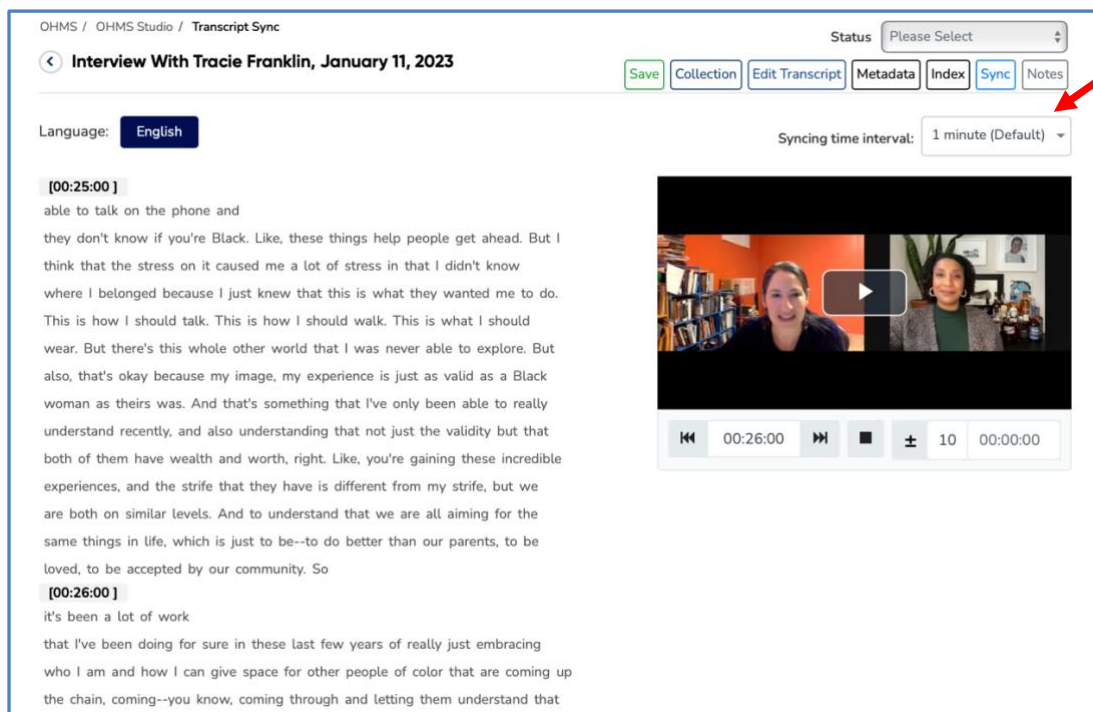 OHMS / OHMS Studio / Transcript Sync
Status Please Select
Interview With Tracie Franklin, January 11, 2023
Save Collection Edit Transcript Metadata Index Sync Notes
Language: English
Syncing time interval: 1 minute (Default)
[00:25:00 ]
able to talk on the phone and
they don't know if you're Black. Like, these things help people get ahead. But I
think that the stress on it caused me a lot of stress in that I didn't know
where I belonged because I just knew that this is what they wanted me to do.
This is how I should talk. This is how I should walk. This is what I should
wear. But there's this whole other world that I was never able to explore. But
also, that's okay because my image, my experience is just as valid as a Black
woman as theirs was. And that's something that I've only been able to really
understand recently, and also understanding that not just the validity but that
both of them have wealth and worth, right. Like, you're gaining these incredible
experiences, and the strife that they have is different from my strife, but we
are both on similar levels. And to understand that we are all aiming for the
same things in life, which is just to be--to do better than our parents, to be
loved, to be accepted by our community. So
[00:26:00 ]
it's been a lot of work
that I've been doing for sure in these last few years of really just embracing
who I am and how I can give space for other people of color that are coming up
the chain, coming--you know, coming through and letting them understand that
00:26:00 ± 10 00:00:00